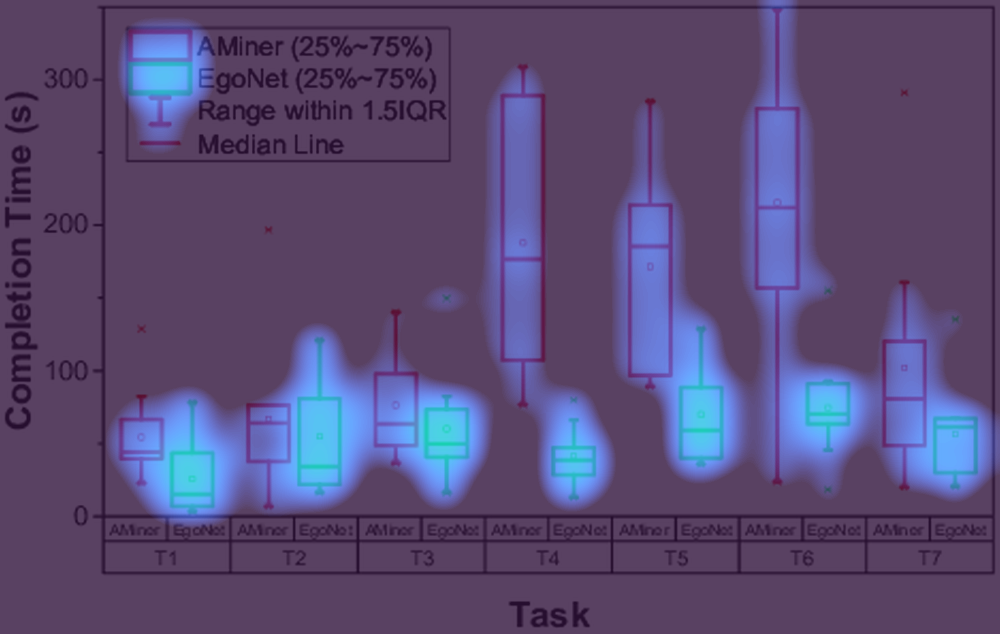 AMiner (25%~75%)
EgoNet (25%~75%)
Range within 1.5IQR
Median Line
Completion Time (s)
300
200
100
0
AMiner EgoNet AMiner EgoNet AMiner EgoNet AMiner EgoNet AMiner EgoNet AMiner EgoNet AMiner EgoNet
T1 T2 T3 T4 T5 T6 T7
Task